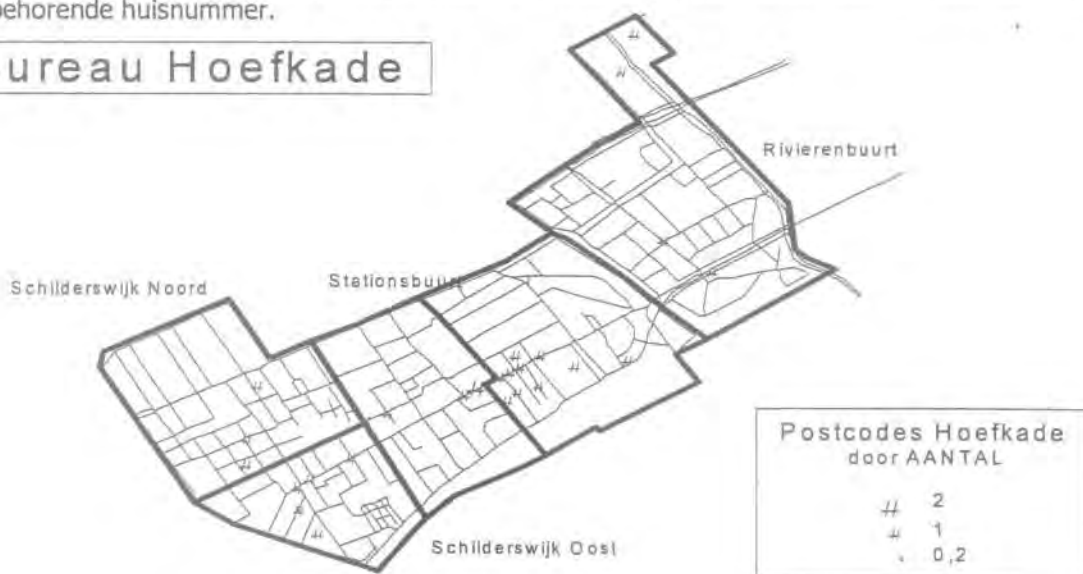 behorende huisnummer.
ureau Hoefkade
Rivierenbuurt
Schilderswijk Noord
Stationsbuurt
Schilderswijk Oost
Postcodes Hoefkade
door AANTAL
2
1
0,2